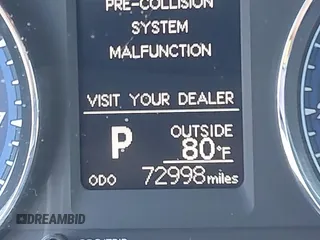 PRE-COLLISION
SYSTEM
MALFUNCTION
VISIT YOUR DEALER
P
OUTSIDE
80°F
ODO 72998 miles
DREAMBID